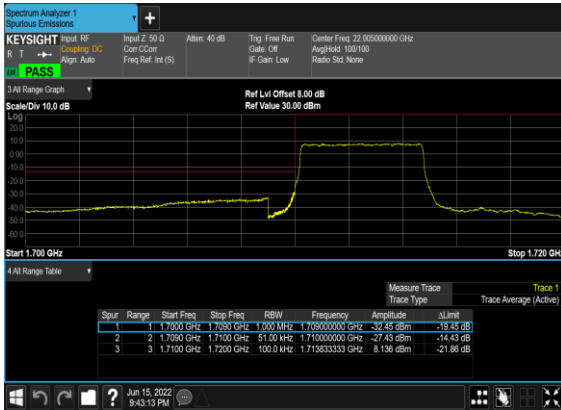 Spectrum Analyzer 1
Spurious Emissions
+
KEYSIGHT Input: RF Input Z: 50 Ω Atten: 40 dB Trig: Free Run Center Freq: 22.005000000 GHz
R T Coupling: DC Corr CCorr Gate: Off Avg|Hold: 100/100
Align: Auto Freq Ref: Int (S) IF Gain: Low Radio Std: None
PASS
3 All Range Graph
Ref Lvl Offset 8.00 dB
Scale/Div 10.0 dB Ref Value 30.00 dBm
Log
20.0
10.0
0.00
-10.0
-20.0
-30.0
-40.0
-50.0
-60.0
Start 1.700 GHz Stop 1.720 GH
4 All Range Table
Measure Trace Trace 1
Trace Type Trace Average (Active)
Spur Range Start Freq Stop Freq RBW Frequency Amplitude ΔLimit
1 1 1.7000 GHz 1.7090 GHz 1.000 MHz 1.709000000 GHz -32.45 dBm -19.45 dB
2 2 1.7090 GHz 1.7100 GHz 51.00 kHz 1.710000000 GHz -27.43 dBm -14.43 dB
3 3 1.7100 GHz 1.7200 GHz 100.0 kHz 1.713833333 GHz 8.136 dBm -21.86 dB
? Jun 15, 2022
9:43:13 PM